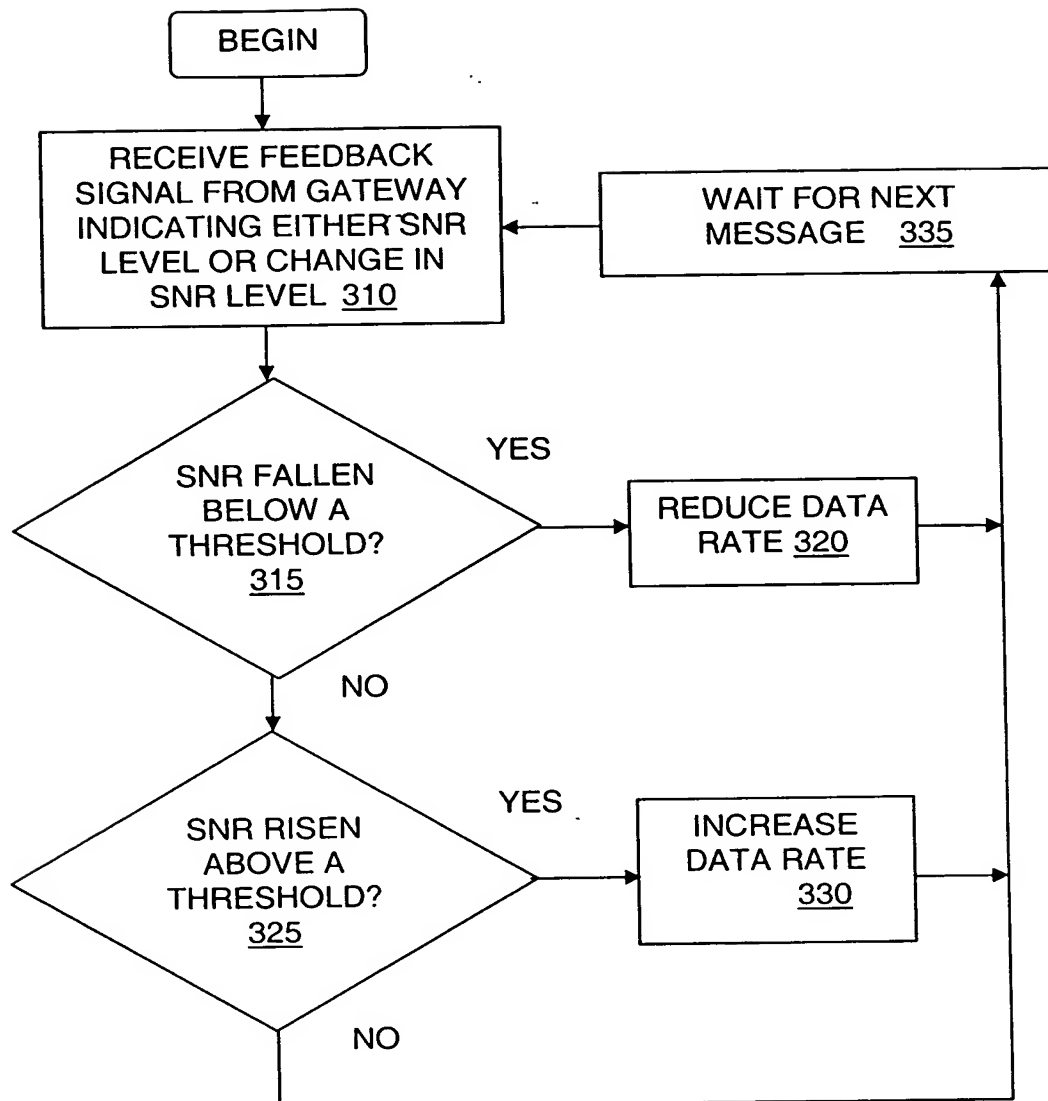 BEGIN
RECEIVE FEEDBACK
SIGNAL FROM GATEWAY
INDICATING EITHER SNR
LEVEL OR CHANGE IN
SNR LEVEL 310
WAIT FOR NEXT
MESSAGE 335
SNR FALLEN
BELOW A
THRESHOLD?
315
YES
REDUCE DATA
RATE 320
NO
SNR RISEN
ABOVE A
THRESHOLD?
325
YES
INCREASE
DATA RATE
330
NO